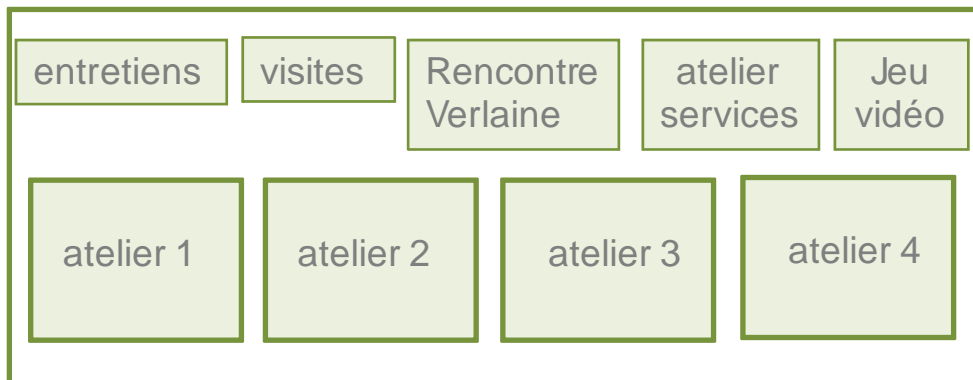 entretiens
visites
Rencontre
Verlaine
atelier
services
Jeu
vidéo
atelier 1
atelier 2
atelier 3
atelier 4